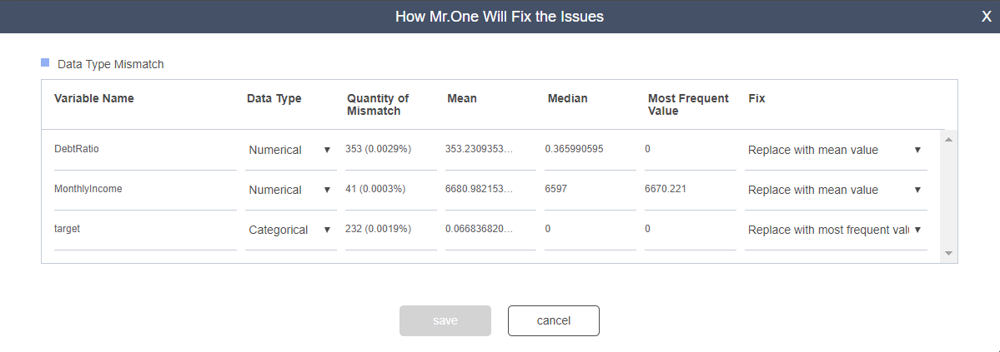 How Mr.One Will Fix the Issues X
Data Type Mismatch
Variable Name Data Type Quantity of Mismatch Mean Median Most Frequent Value Fix
DebtRatio Numerical ▼ 353 (0.0029%) 353.2309353... 0.365990595 0 Replace with mean value ▼
MonthlyIncome Numerical ▼ 41 (0.0003%) 6680.982153... 6597 6670.221 Replace with mean value ▼
target Categorical ▼ 232 (0.0019%) 0.066836820... 0 0 Replace with most frequent valu ▼
save cancel